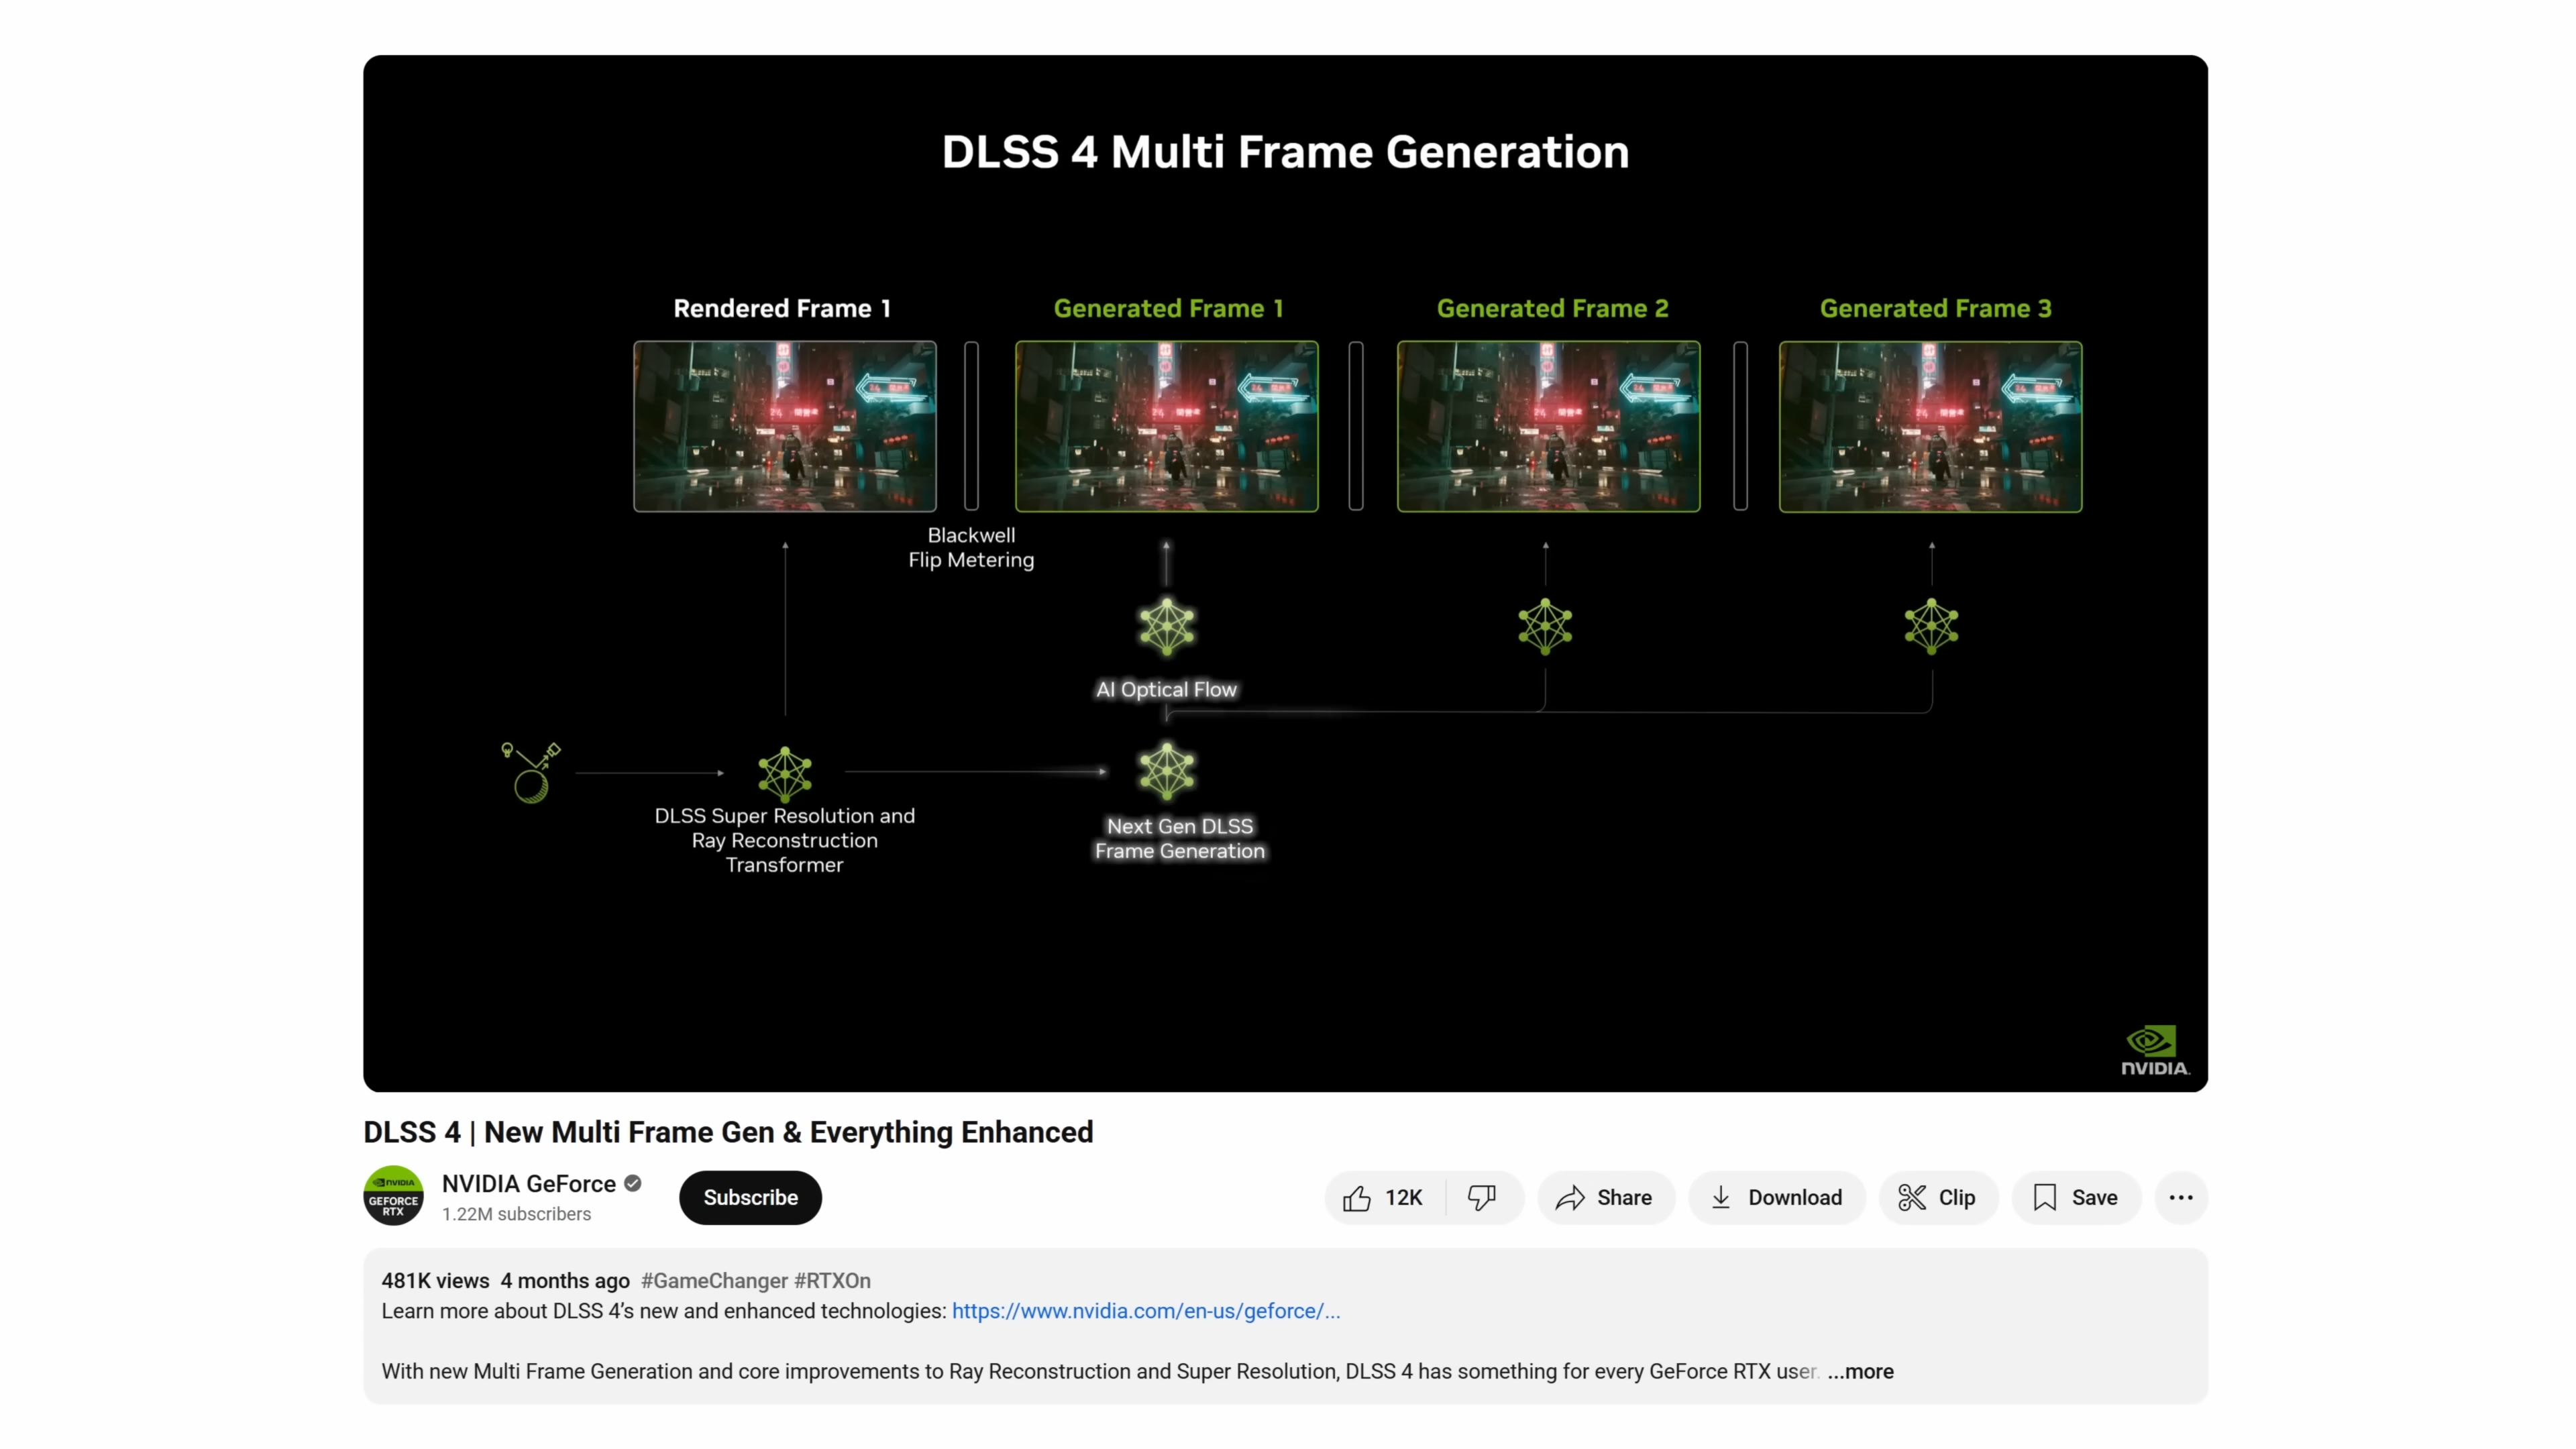 DLSS 4 Multi Frame Generation
Rendered Frame 1
Generated Frame 1
Generated Frame 2
Generated Frame 3
Blackwell
Flip Metering
AI Optical Flow
DLSS Super Resolution and
Ray Reconstruction
Transformer
Next Gen DLSS
Frame Generation
NVIDIA.
DLSS 4 | New Multi Frame Gen & Everything Enhanced
NVIDIA
GEFORCE
RTX
NVIDIA GeForce
1.22M subscribers
Subscribe
12K
Share
Download
Clip
Save
481K views 4 months ago #GameChanger #RTXOn
Learn more about DLSS 4’s new and enhanced technologies: https://www.nvidia.com/en-us/geforce/...
With new Multi Frame Generation and core improvements to Ray Reconstruction and Super Resolution, DLSS 4 has something for every GeForce RTX user. ...more